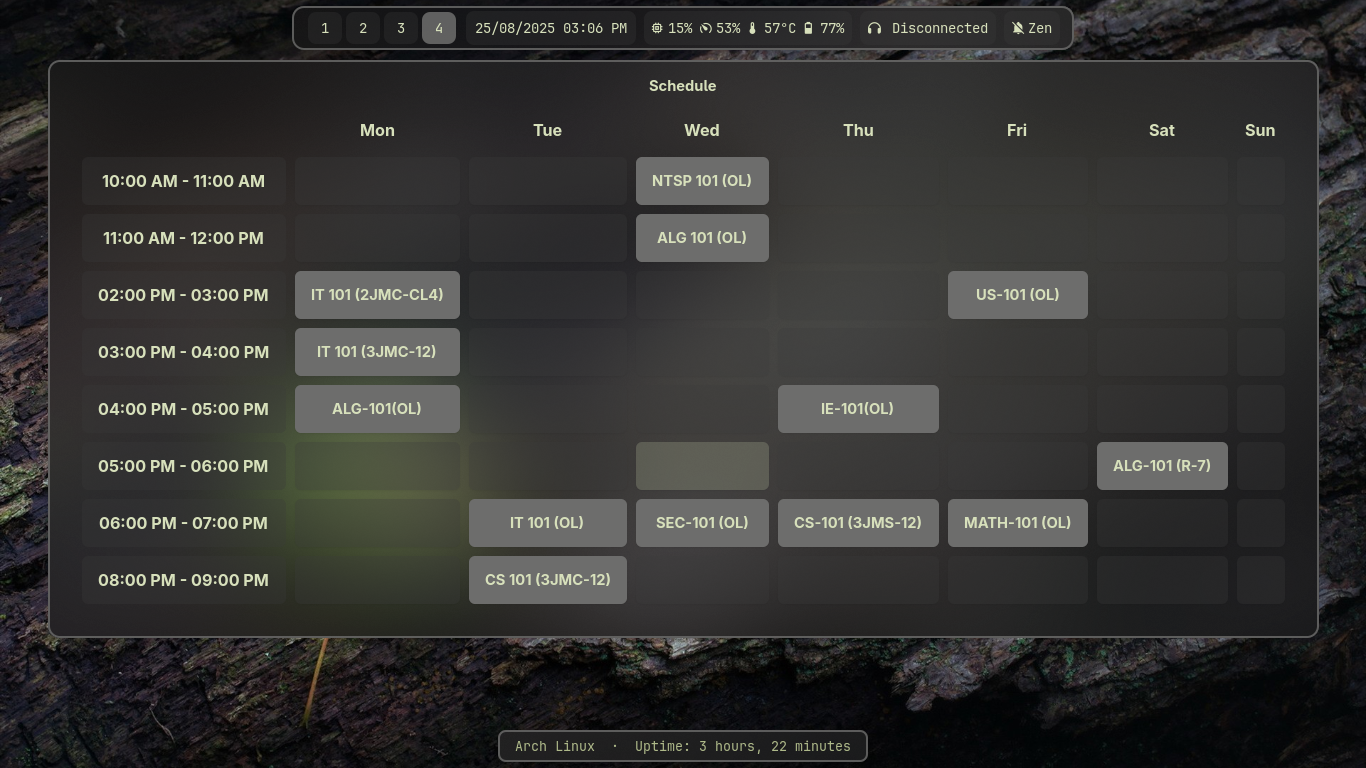 1 2 3 4 25/08/2025 03:06 PM 15% 53% 57°C 77% Disconnected Zen
Schedule
Mon Tue Wed Thu Fri Sat Sun
10:00 AM - 11:00 AM NTSP 101 (OL)
11:00 AM - 12:00 PM ALG 101 (OL)
02:00 PM - 03:00 PM IT 101 (2JMC-CL4) US-101 (OL)
03:00 PM - 04:00 PM IT 101 (3JMC-12)
04:00 PM - 05:00 PM ALG-101(OL) IE-101(OL)
05:00 PM - 06:00 PM ALG-101 (R-7)
06:00 PM - 07:00 PM IT 101 (OL) SEC-101 (OL) CS-101 (3JMS-12) MATH-101 (OL)
08:00 PM - 09:00 PM CS 101 (3JMC-12)
Arch Linux · Uptime: 3 hours, 22 minutes